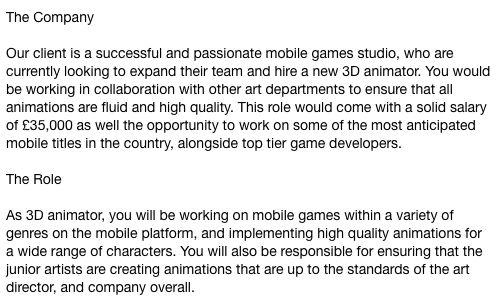 The Company
Our client is a successful and passionate mobile games studio, who are
currently looking to expand their team and hire a new 3D animator. You would
be working in collaboration with other art departments to ensure that all
animations are fluid and high quality. This role would come with a solid salary
of £35,000 as well the opportunity to work on some of the most anticipated
mobile titles in the country, alongside top tier game developers.
The Role
As 3D animator, you will be working on mobile games within a variety of
genres on the mobile platform, and implementing high quality animations for
a wide range of characters. You will also be responsible for ensuring that the
junior artists are creating animations that are up to the standards of the art
director, and company overall.